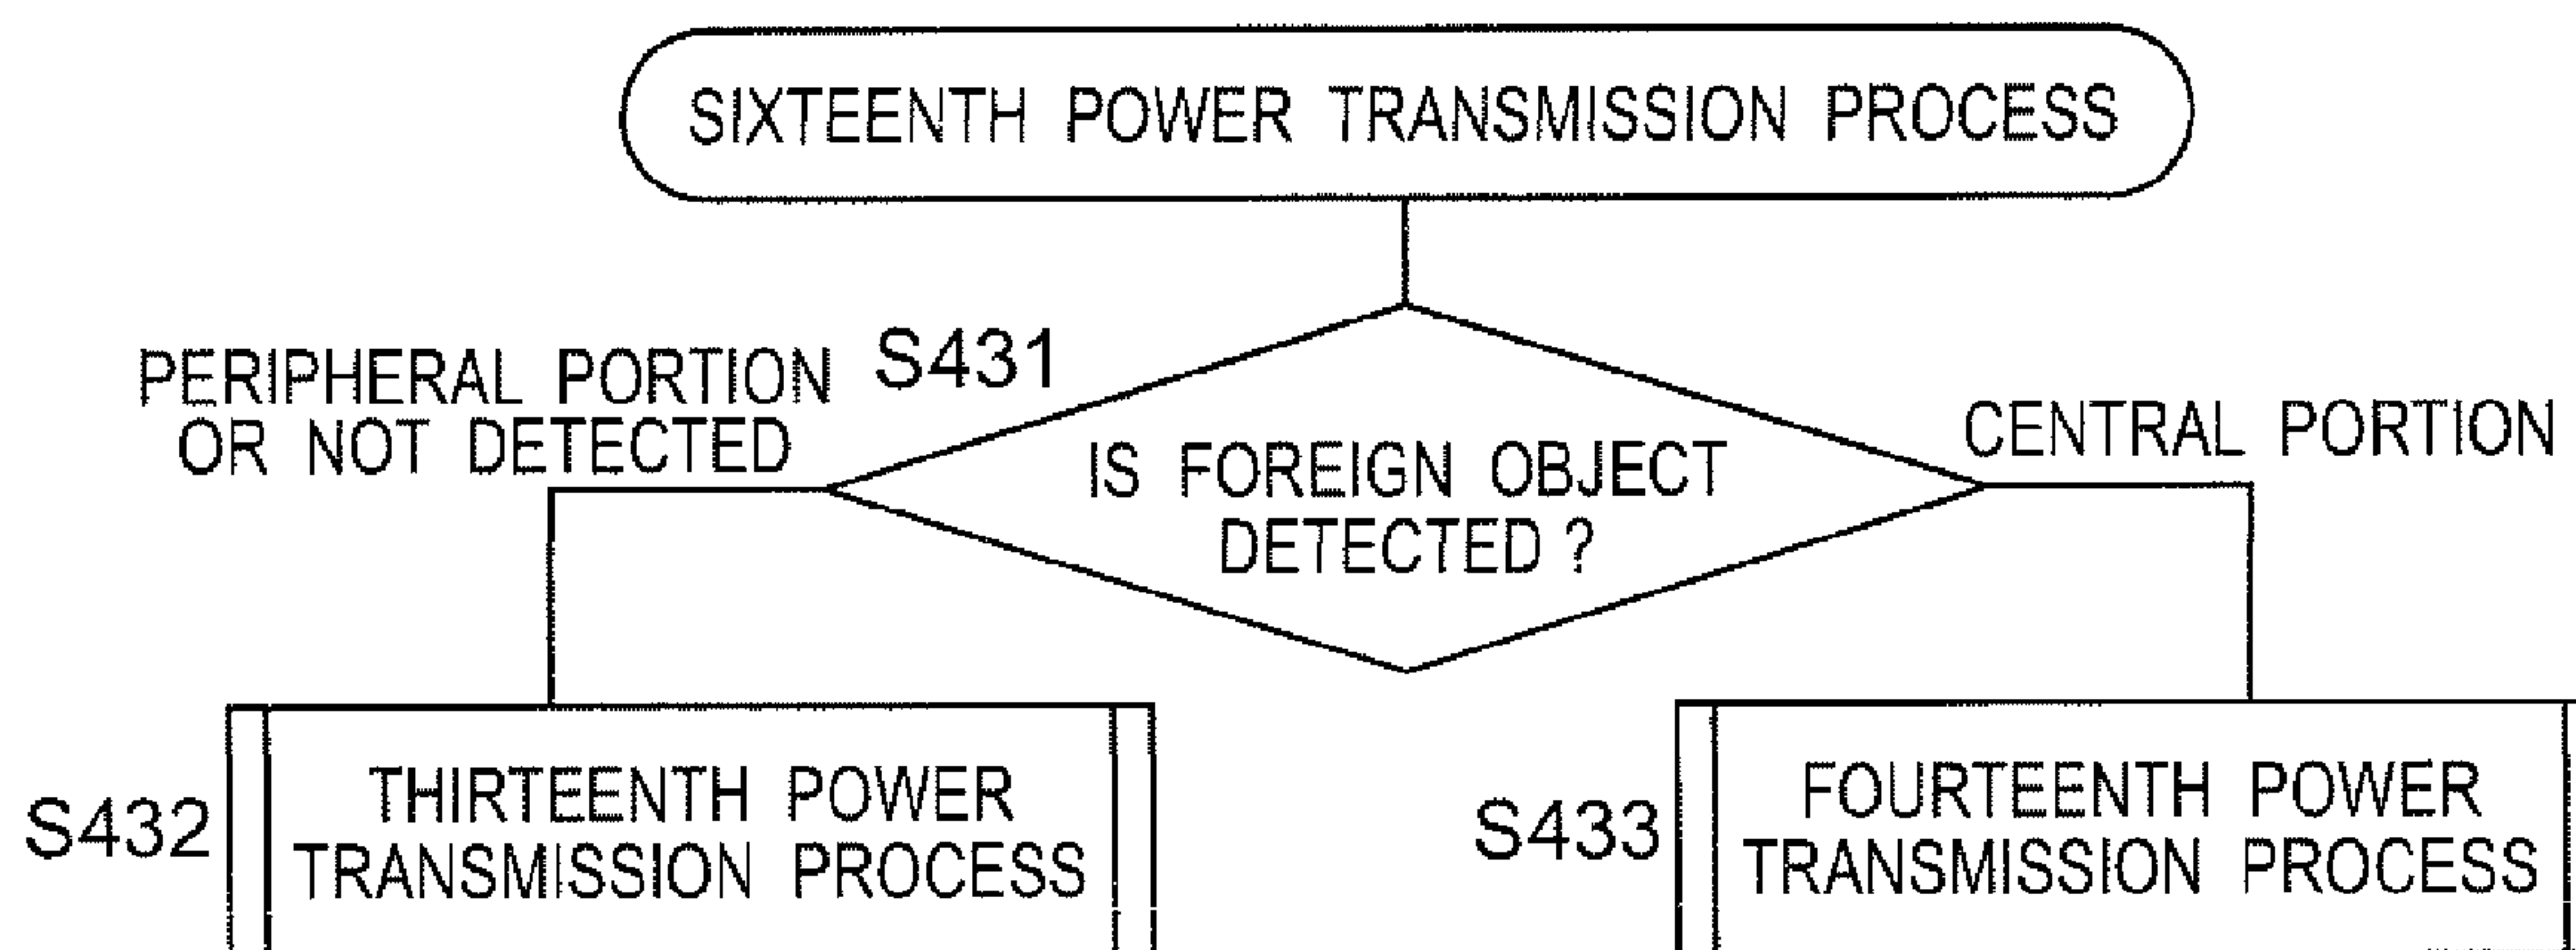 SIXTEENTH POWER TRANSMISSION PROCESS
S431
PERIPHERAL PORTION
OR NOT DETECTED
CENTRAL PORTION
IS FOREIGN OBJECT
DETECTED ?
S432
THIRTEENTH POWER
TRANSMISSION PROCESS
S433
FOURTEENTH POWER
TRANSMISSION PROCESS